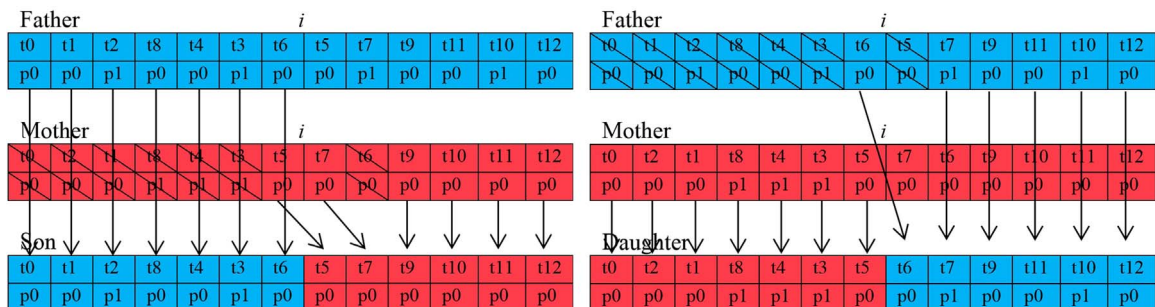 Father i
t0 t1 t2 t8 t4 t3 t6 t5 t7 t9 t11 t10 t12
p0 p0 p1 p0 p0 p1 p0 p0 p1 p0 p0 p1 p0
Mother i
t0 t2 t1 t8 t4 t3 t5 t7 t6 t9 t10 t11 t12
p0 p0 p0 p1 p1 p1 p0 p0 p0 p0 p0 p0 p0
Son
t0 t1 t2 t8 t4 t3 t6 t5 t7 t9 t10 t11 t12
p0 p0 p1 p0 p0 p1 p0 p0 p0 p0 p0 p0 p0
Father i
t0 t1 t2 t8 t4 t3 t6 t5 t7 t9 t11 t10 t12
p0 p0 p1 p0 p0 p1 p0 p0 p1 p0 p0 p1 p0
Mother i
t0 t2 t1 t8 t4 t3 t5 t7 t6 t9 t10 t11 t12
p0 p0 p0 p1 p1 p1 p0 p0 p0 p0 p0 p0 p0
Daughter
t0 t2 t1 t8 t4 t3 t5 t6 t7 t9 t11 t10 t12
p0 p0 p0 p1 p1 p1 p0 p0 p1 p0 p0 p1 p0